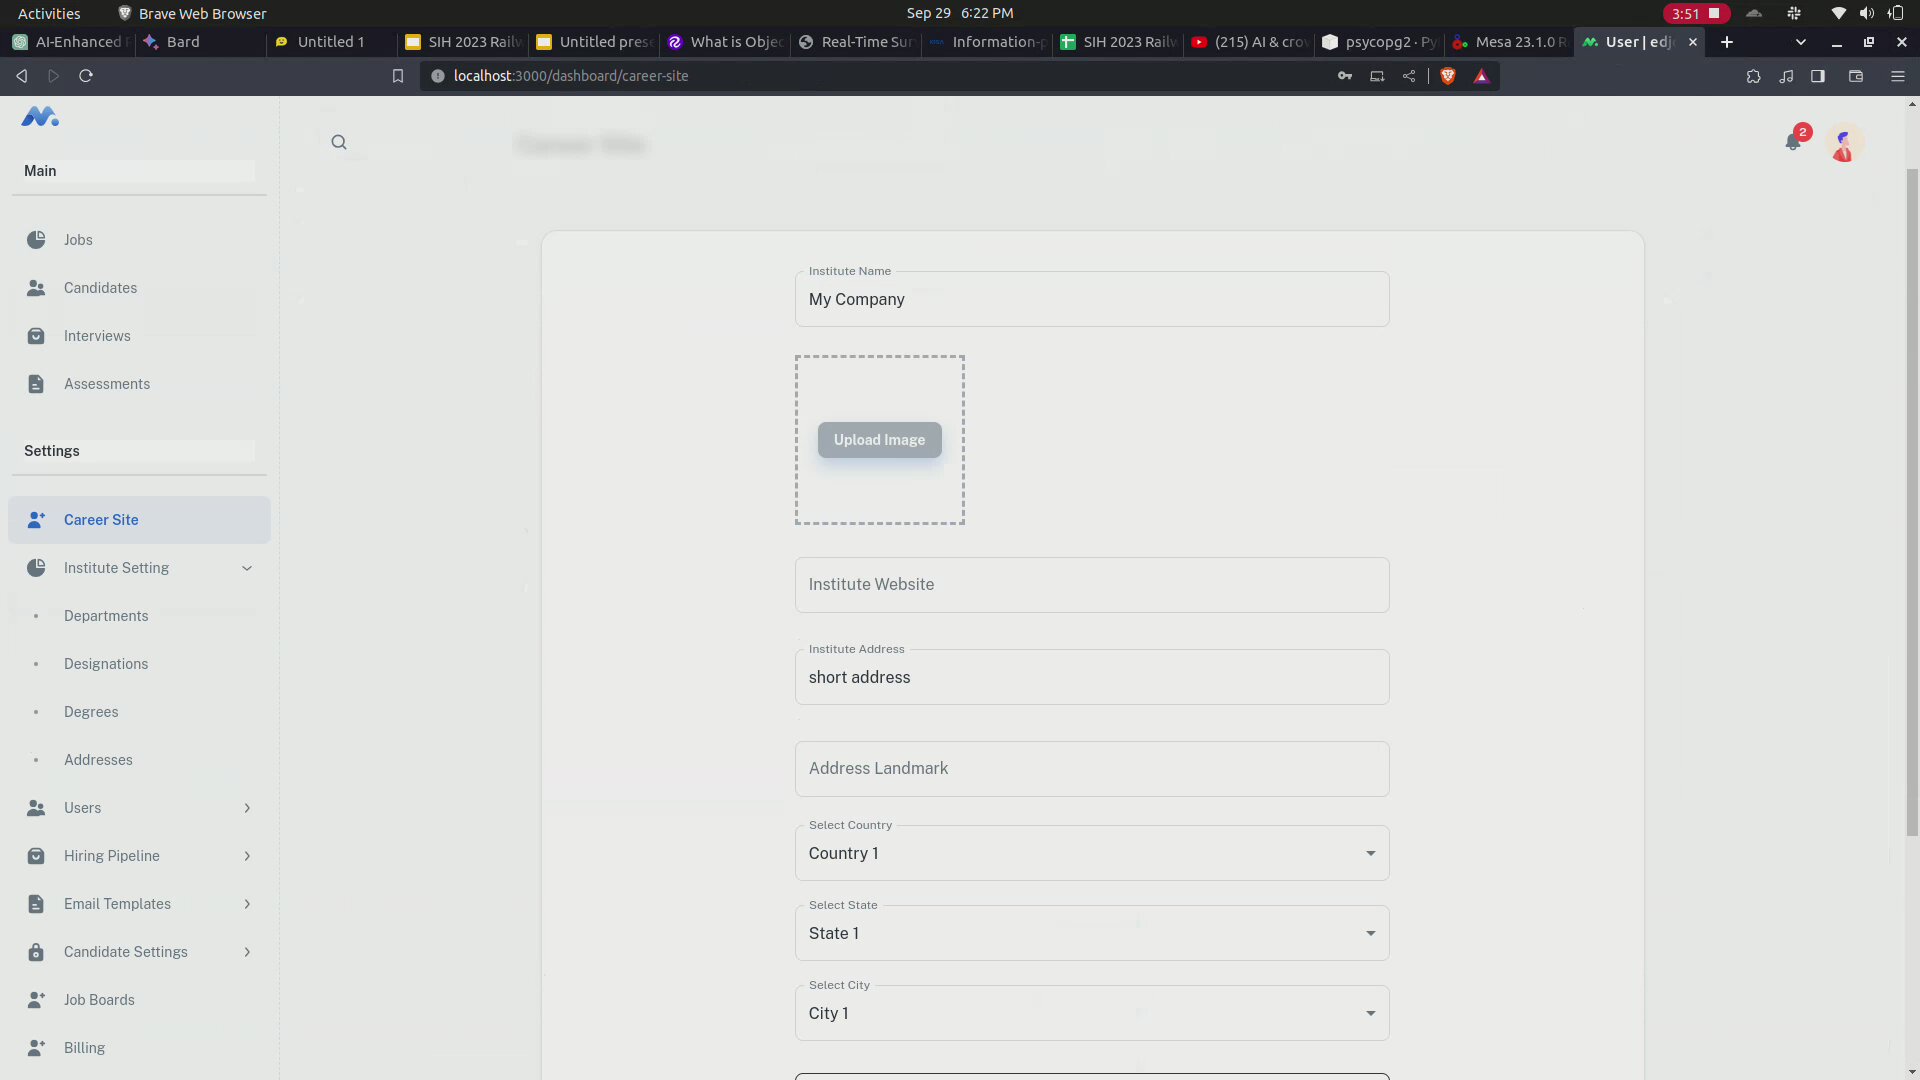 Activities
Brave Web Browser
Sep 29 6:22 PM
3:51
AI-Enhanced
Bard
Untitled 1
SIH 2023 Railw
Untitled prese
What is Objec
Real-Time Sur
Information-p
SIH 2023 Railw
(215) AI & crow
psycopg2 · Py
Mesa 23.1.0 R
User | edj
localhost:3000/dashboard/career-site
Main
Jobs
Candidates
Interviews
Assessments
Settings
Career Site
Institute Setting
Departments
Designations
Degrees
Addresses
Users
Hiring Pipeline
Email Templates
Candidate Settings
Job Boards
Billing
Career Site
2
Institute Name
My Company
Upload Image
Institute Website
Institute Address
short address
Address Landmark
Select Country
Country 1
Select State
State 1
Select City
City 1